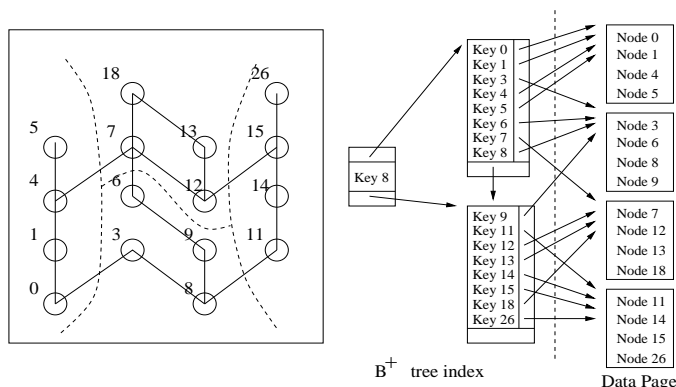 18
26
5
7
13
15
4
6
12
14
1
3
9
11
0
8
Key 8
Key 0
Key 1
Key 3
Key 4
Key 5
Key 6
Key 7
Key 8
Key 9
Key 11
Key 12
Key 13
Key 14
Key 15
Key 18
Key 26
B+ tree index
Node 0
Node 1
Node 4
Node 5
Node 3
Node 6
Node 8
Node 9
Node 7
Node 12
Node 13
Node 18
Node 11
Node 14
Node 15
Node 26
Data Page